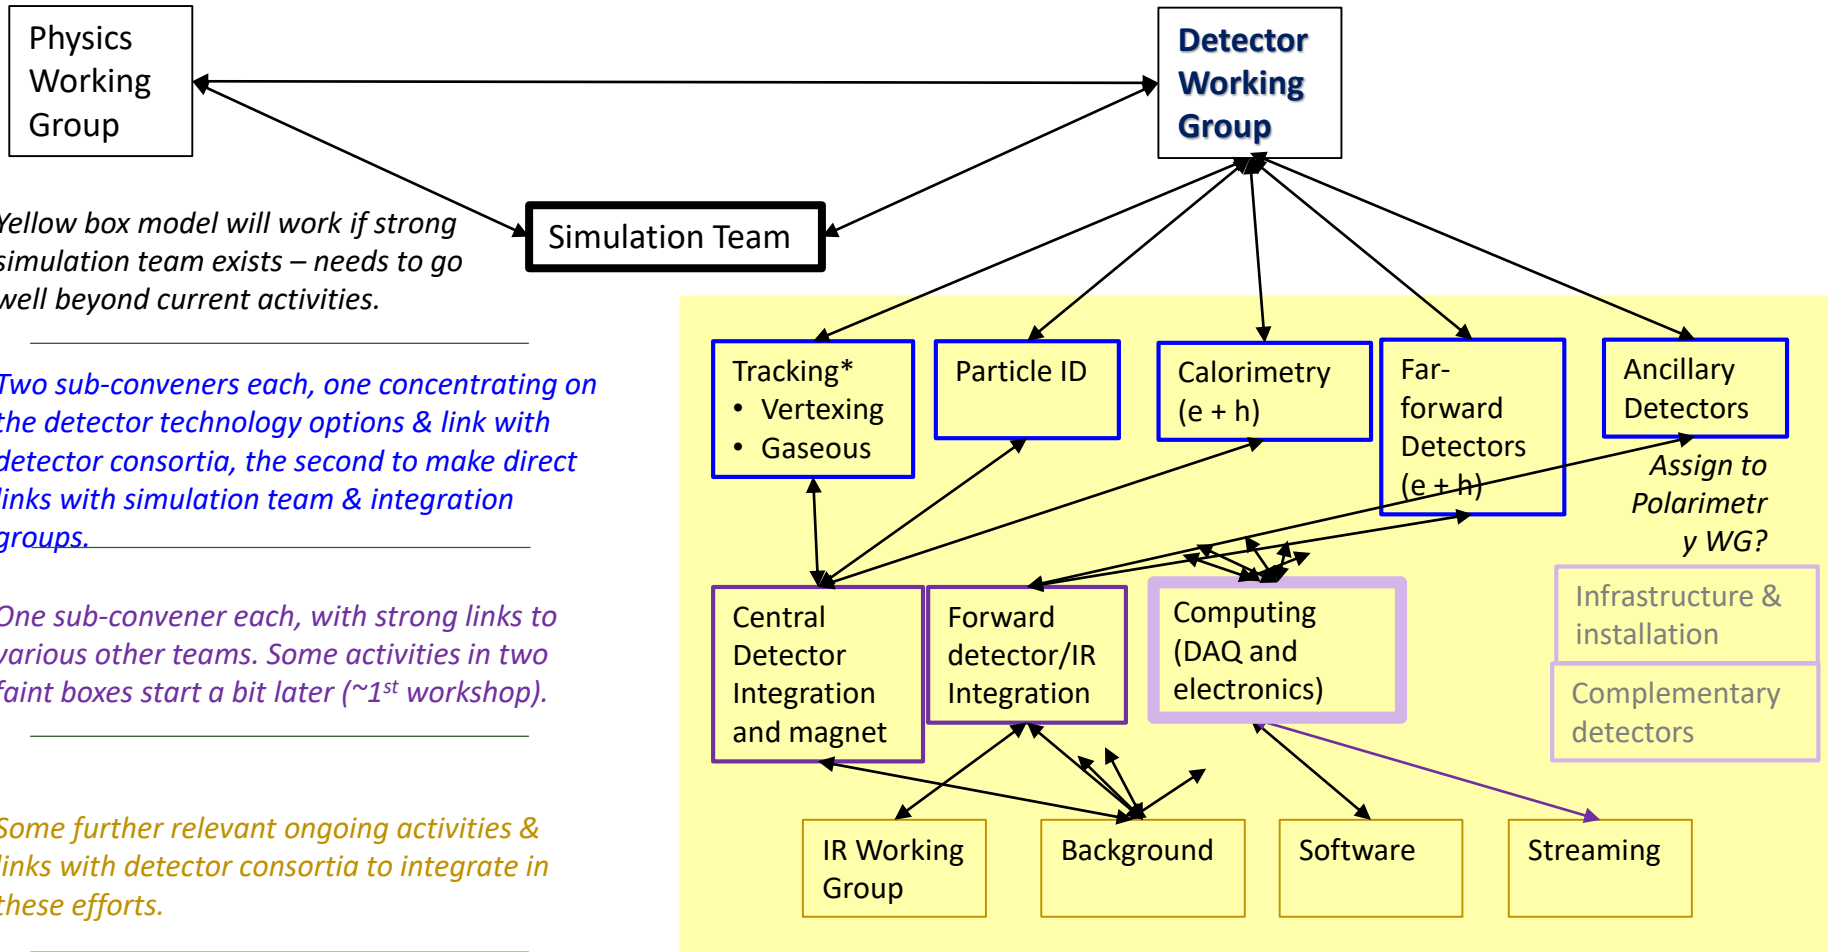 Physics
Working
Group
Detector
Working
Group
Simulation Team
Yellow box model will work if strong
simulation team exists – needs to go
well beyond current activities.
Two sub-conveners each, one concentrating on
the detector technology options & link with
detector consortia, the second to make direct
links with simulation team & integration
groups.
One sub-convener each, with strong links to
various other teams. Some activities in two
faint boxes start a bit later (~1st workshop).
Some further relevant ongoing activities &
links with detector consortia to integrate in
these efforts.
Tracking*
• Vertexing
• Gaseous
Particle ID
Calorimetry
(e + h)
Far-
forward
Detectors
(e + h)
Ancillary
Detectors
Assign to
Polarimetr
y WG?
Central
Detector
Integration
and magnet
Forward
detector/IR
Integration
Computing
(DAQ and
electronics)
Infrastructure &
installation
Complementary
detectors
IR Working
Group
Background
Software
Streaming